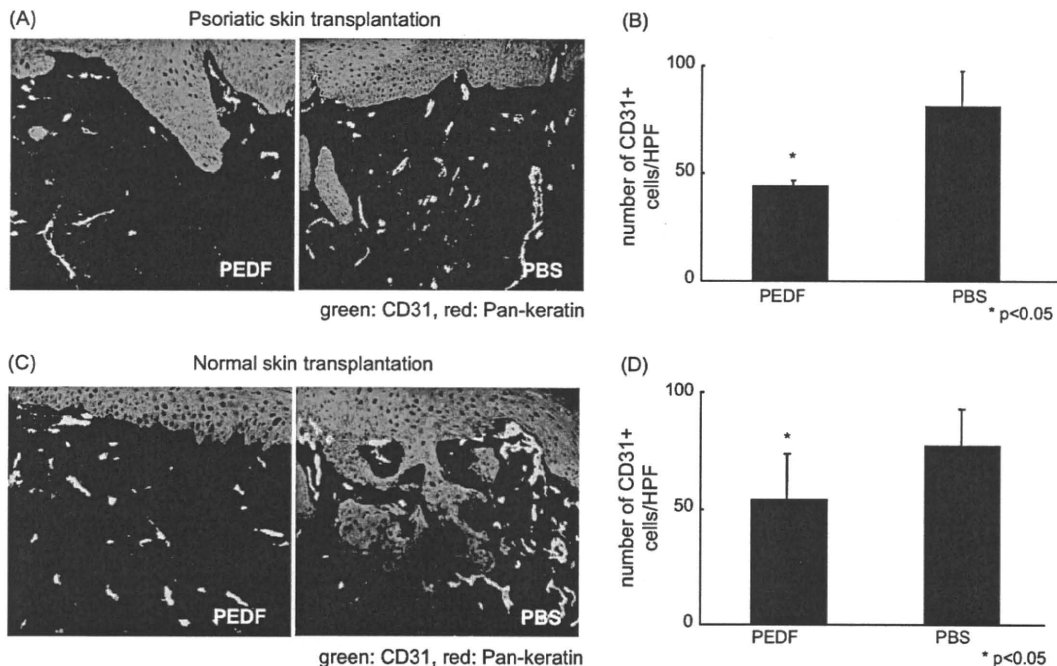 (A)
Psoriatic skin transplantation
PEDF
PBS
green: CD31, red: Pan-keratin
(B)
number of CD31+
cells/HPF
100
50
0
*
PEDF
PBS
* p<0.05
(C)
Normal skin transplantation
PEDF
PBS
green: CD31, red: Pan-keratin
(D)
number of CD31+
cells/HPF
100
50
0
*
PEDF
PBS
* p<0.05